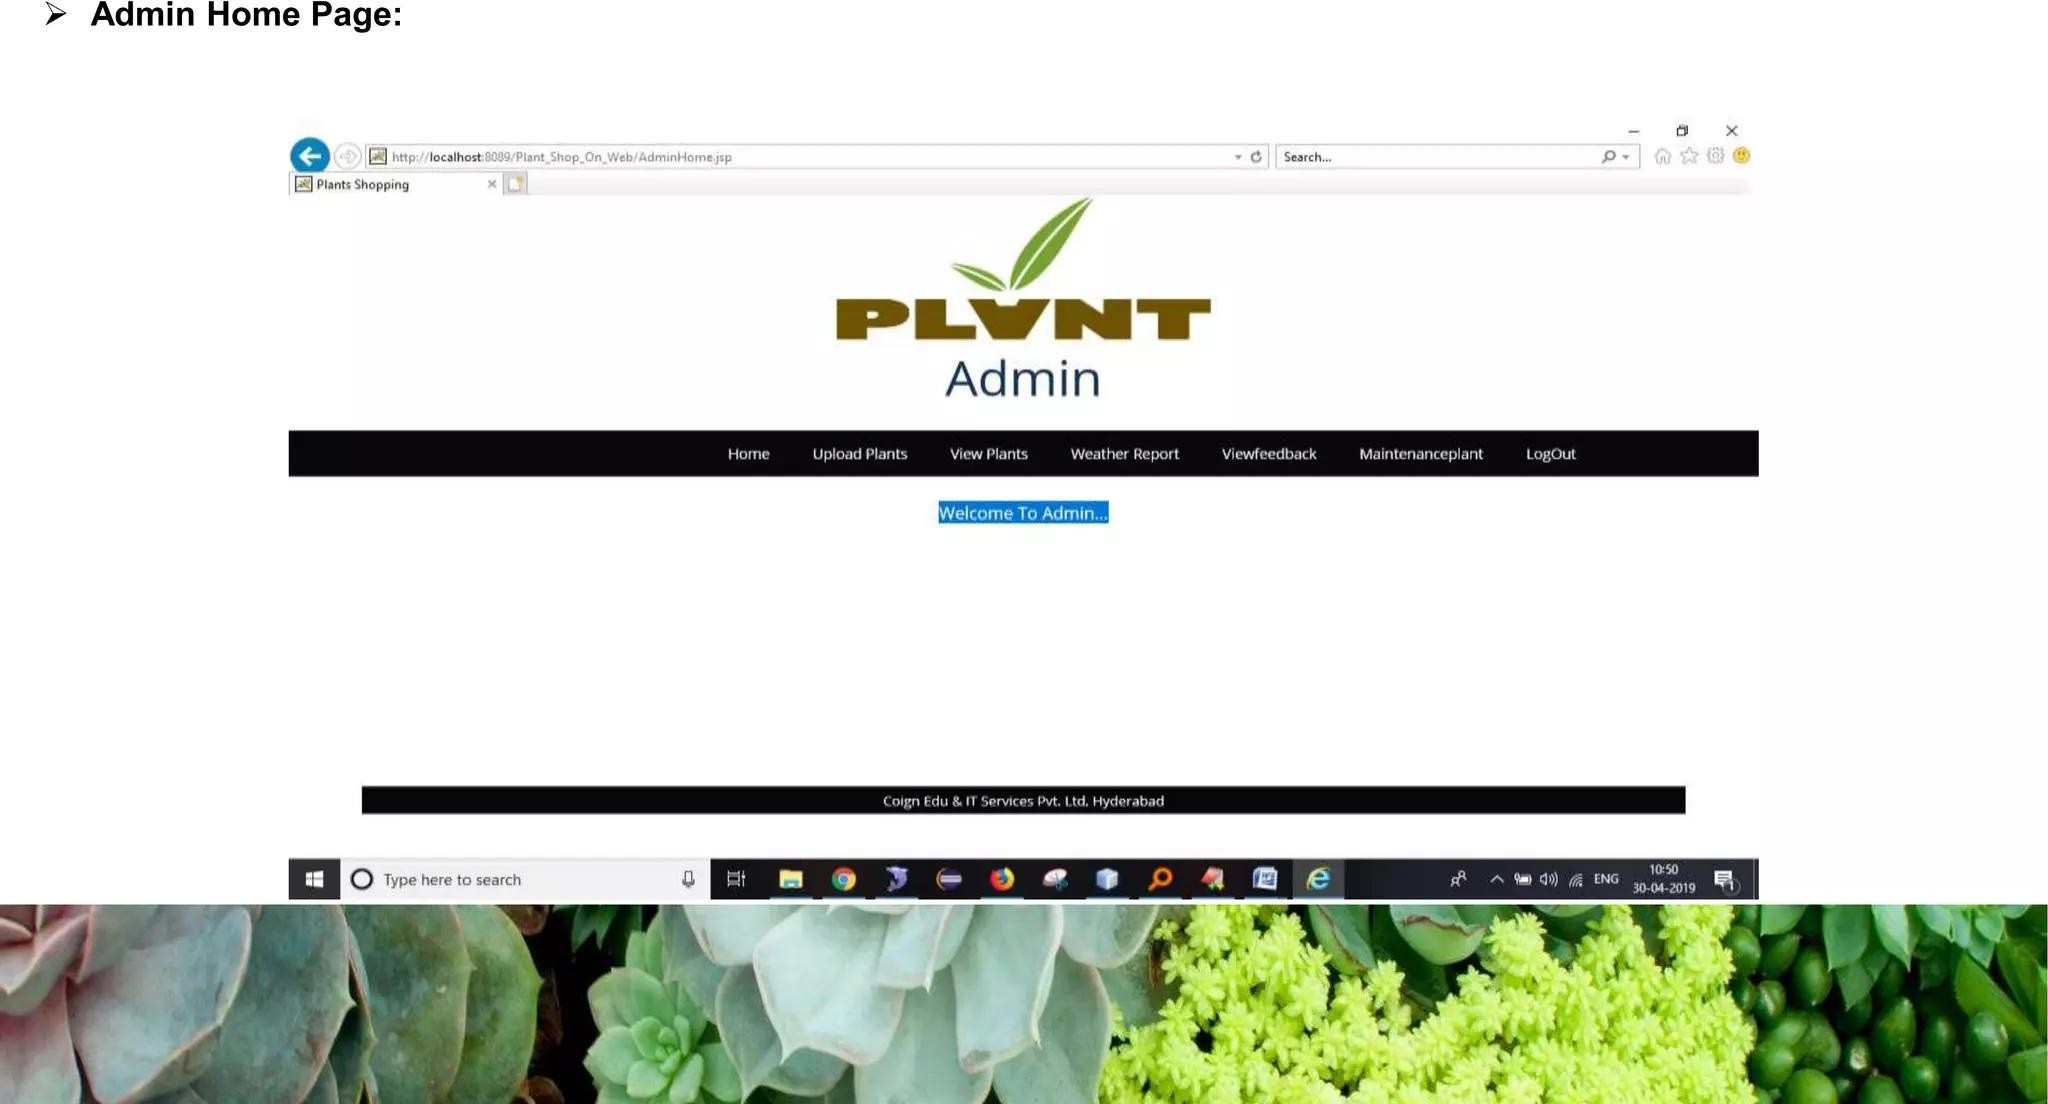 ➢ Admin Home Page:
http://localhost:8089/Plant_Shop_On_Web/AdminHome.jsp
Search...
Plants Shopping
PLANT
Admin
Home Upload Plants View Plants Weather Report Viewfeedback Maintenanceplant LogOut
Welcome To Admin...
Coign Edu & IT Services Pvt. Ltd, Hyderabad
Type here to search
ENG
10:50
30-04-2019
1